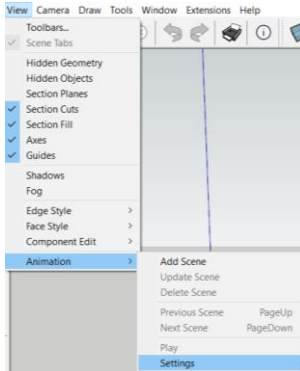 View Camera Draw Tools Window Extensions Help
Toolbars...
Scene Tabs
Hidden Geometry
Hidden Objects
Section Planes
Section Cuts
Section Fill
Axes
Guides
Shadows
Fog
Edge Style
Face Style
Component Edit
Animation
Add Scene
Update Scene
Delete Scene
Previous Scene PageUp
Next Scene PageDown
Play
Settings